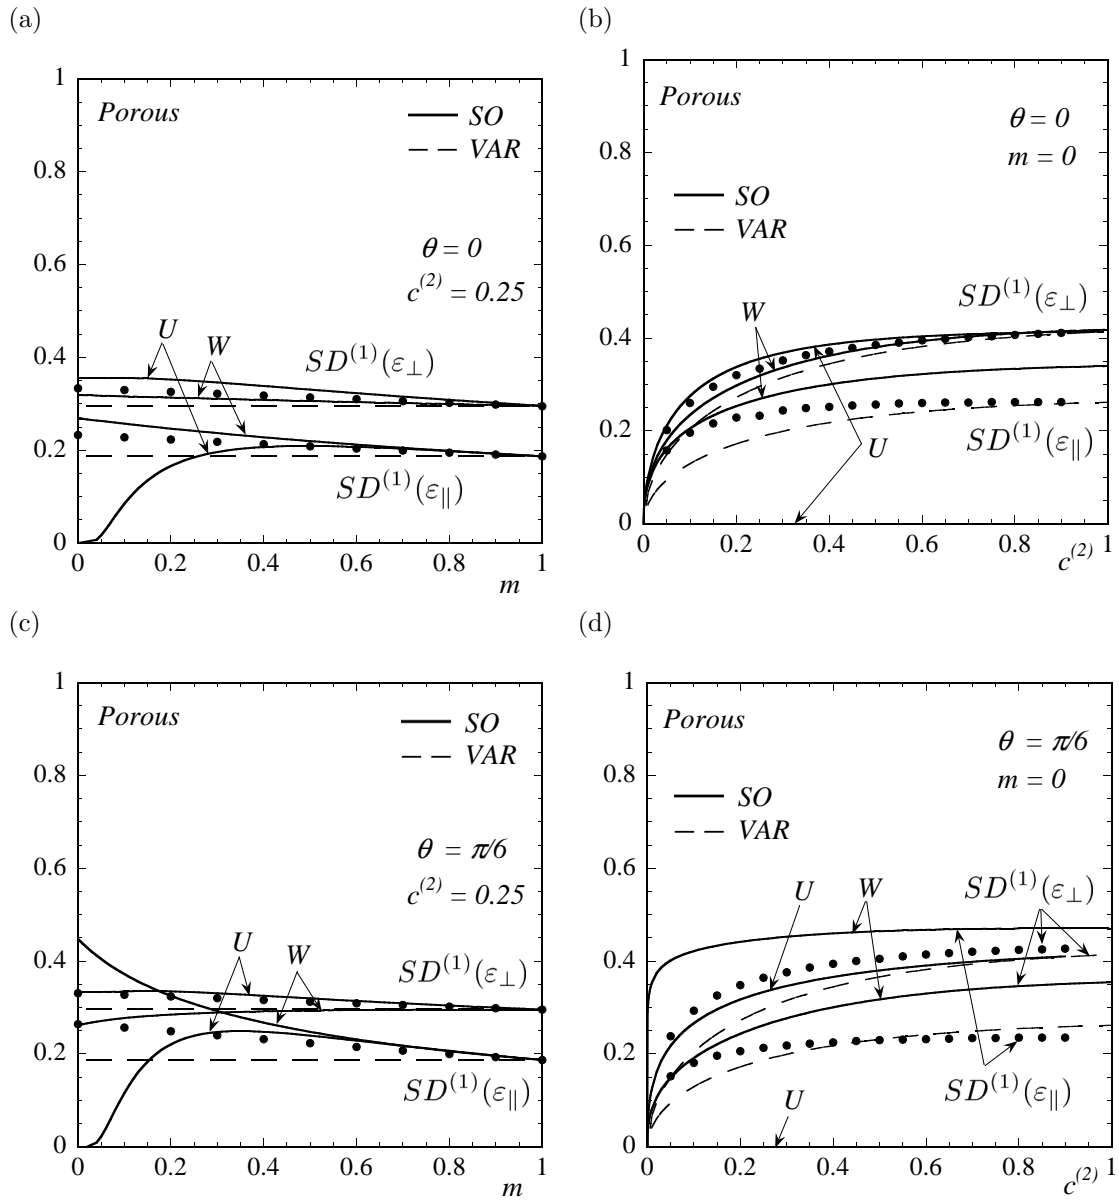 (a)
Porous
SO
VAR
θ = 0
c^(2) = 0.25
U
W
SD^(1)(ε⊥)
SD^(1)(ε∥)
1
0.8
0.6
0.4
0.2
0
0 0.2 0.4 0.6 0.8 1
m
(b)
Porous
θ = 0
m = 0
SO
VAR
W
SD^(1)(ε⊥)
SD^(1)(ε∥)
U
1
0.8
0.6
0.4
0.2
0
0 0.2 0.4 0.6 0.8 1
c^(2)
(c)
Porous
SO
VAR
θ = π/6
c^(2) = 0.25
U
W
SD^(1)(ε⊥)
SD^(1)(ε∥)
1
0.8
0.6
0.4
0.2
0
0 0.2 0.4 0.6 0.8 1
m
(d)
Porous
θ = π/6
m = 0
SO
VAR
U
W
SD^(1)(ε⊥)
SD^(1)(ε∥)
U
1
0.8
0.6
0.4
0.2
0
0 0.2 0.4 0.6 0.8 1
c^(2)